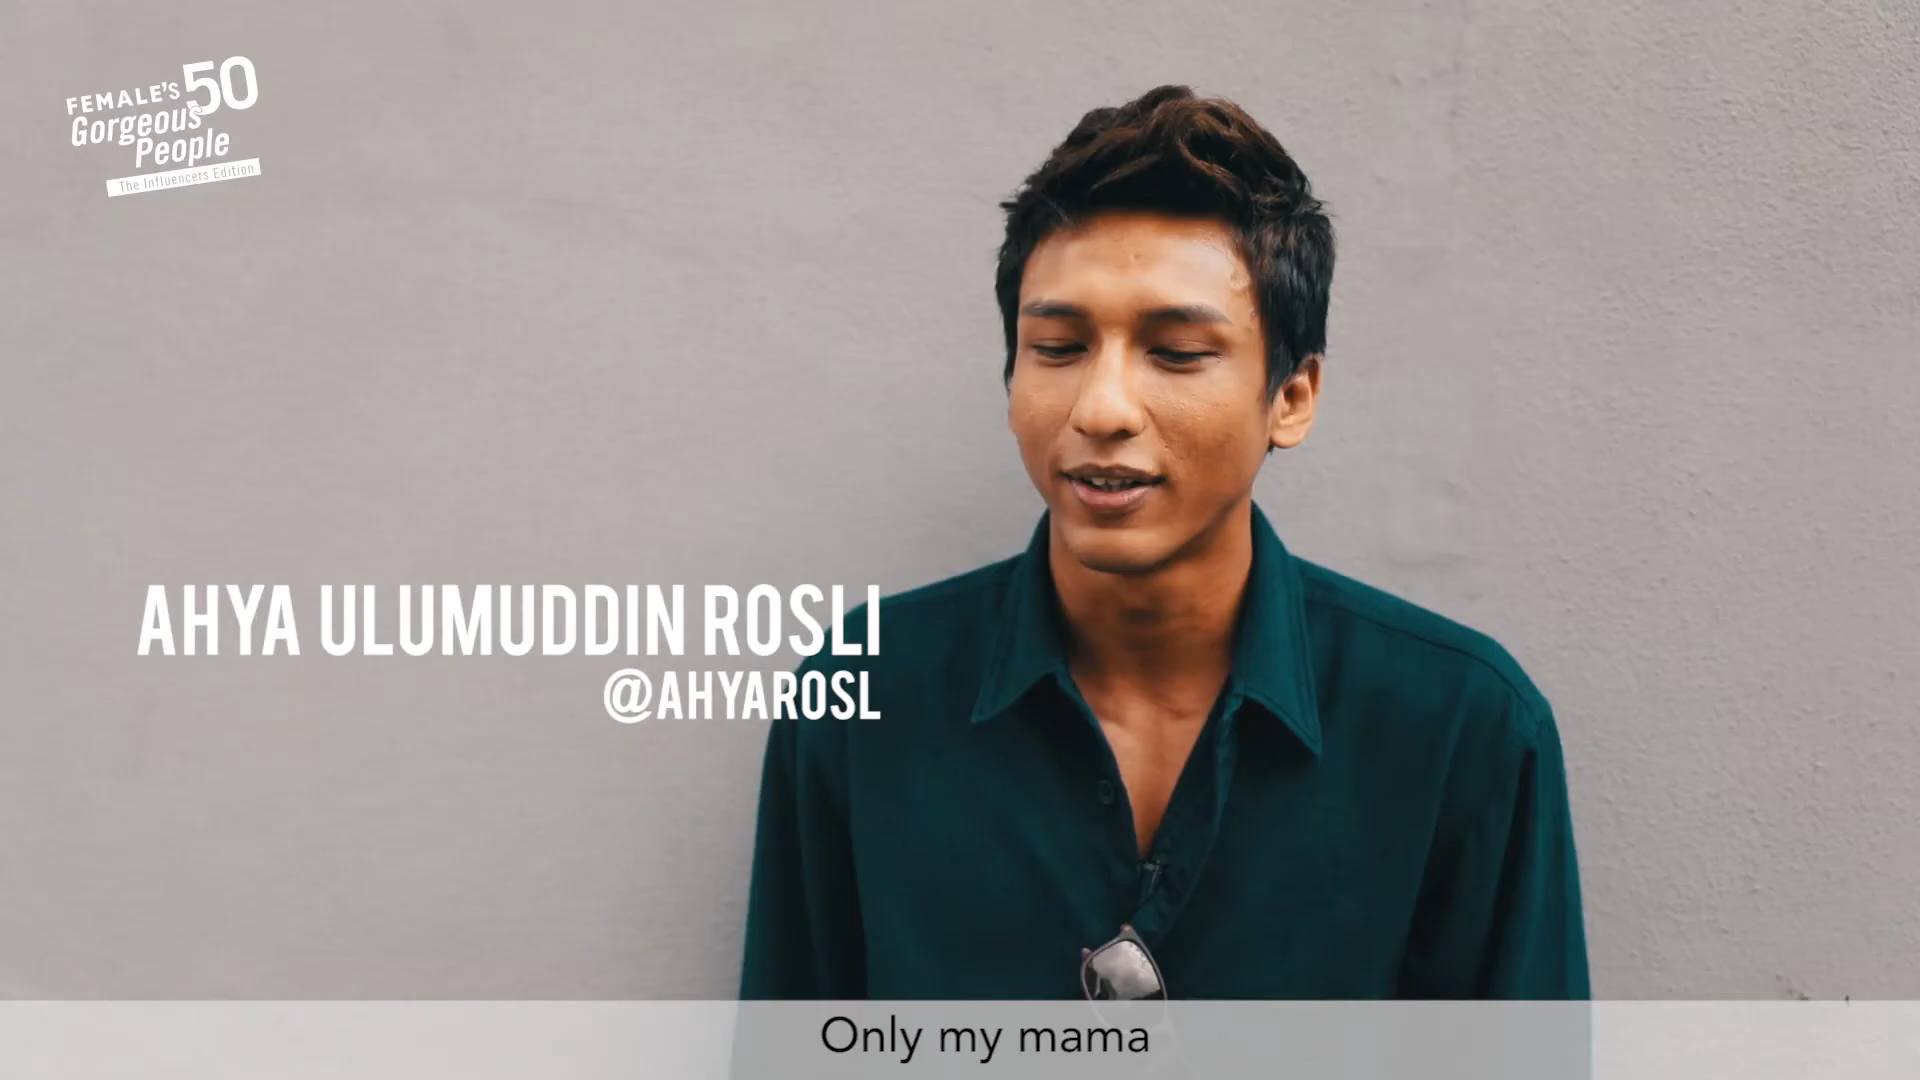 FEMALE'S 50
Gorgeous
People
The Influencers Edition
AHYA ULUMUDDIN ROSLI
@AHYAROSL
Only my mama